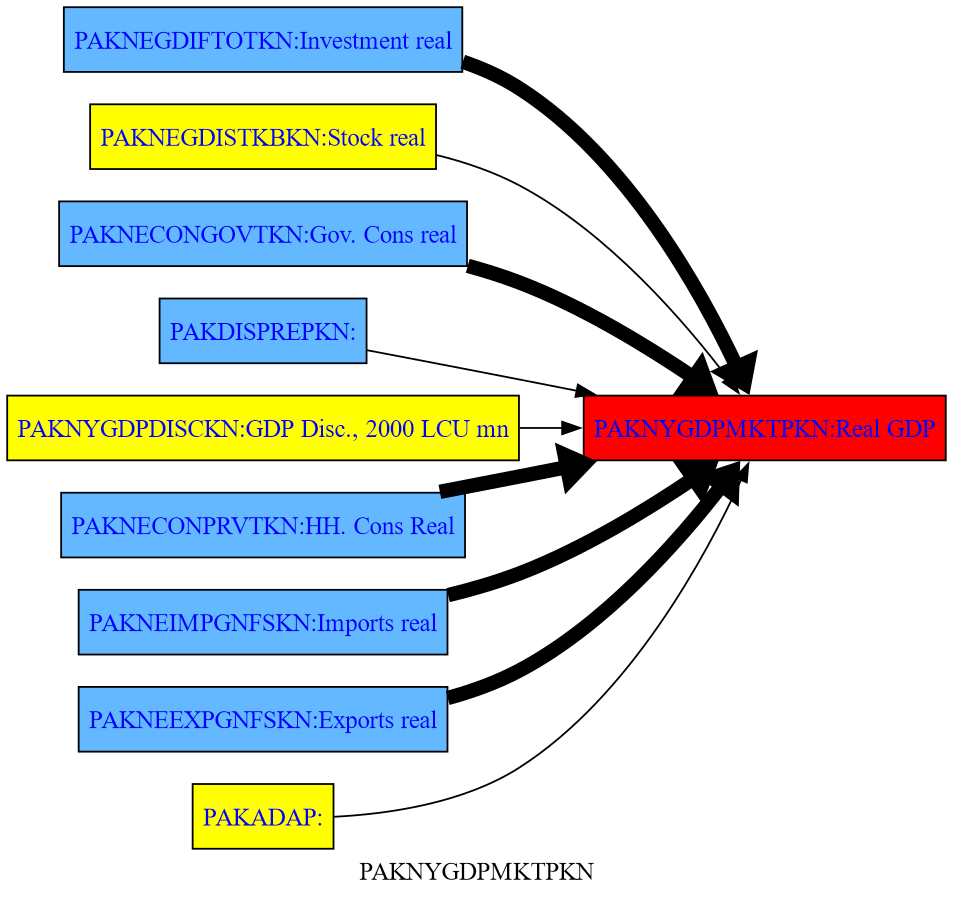 PAKNEGDIFTOTKN:Investment real
PAKNEGDISTKBKN:Stock real
PAKNECONGOVTKN:Gov. Cons real
PAKDISPREPKN:
PAKNYGDPDISCKN:GDP Disc., 2000 LCU mn
PAKNYGDPMKTPKN:Real GDP
PAKNECONPRVTKN:HH. Cons Real
PAKNEIMPGNFSKN:Imports real
PAKNEEXPGNFSKN:Exports real
PAKADAP:
PAKNYGDPMKTPKN